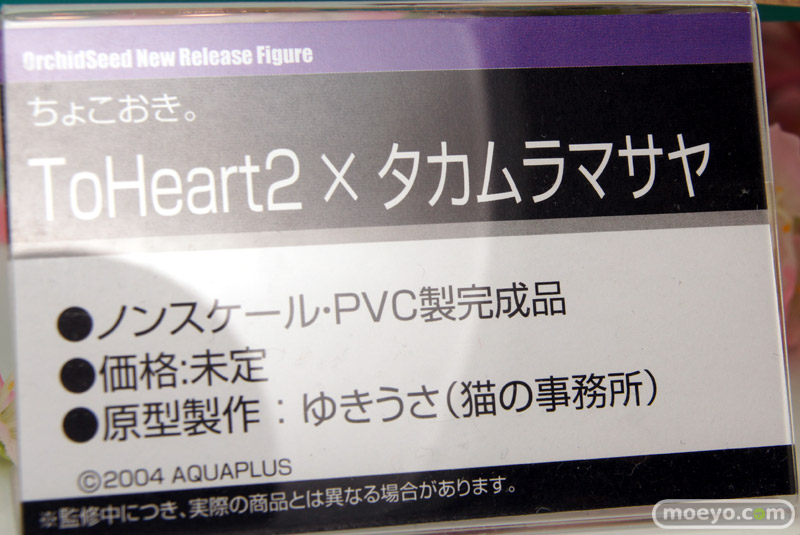 OrchidSeed New Release Figure
ちょこおき。
ToHeart2 × タカムラマサヤ
●ノンスケール・PVC製完成品
●価格:未定
●原型製作：ゆきうさ(猫の事務所)
©2004 AQUAPLUS
※監修中につき、実際の商品とは異なる場合があります。
moeyo.com